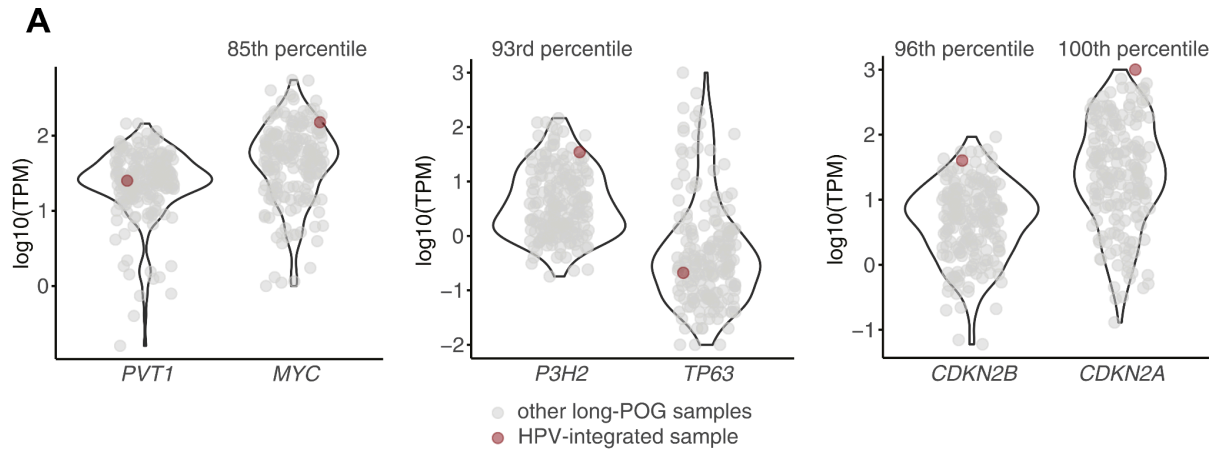 A
85th percentile
93rd percentile
96th percentile 100th percentile
log10(TPM)
2
1
0
PVT1 MYC
log10(TPM)
3
2
1
0
−1
−2
P3H2 TP63
log10(TPM)
3
2
1
0
−1
CDKN2B CDKN2A
other long-POG samples
HPV-integrated sample